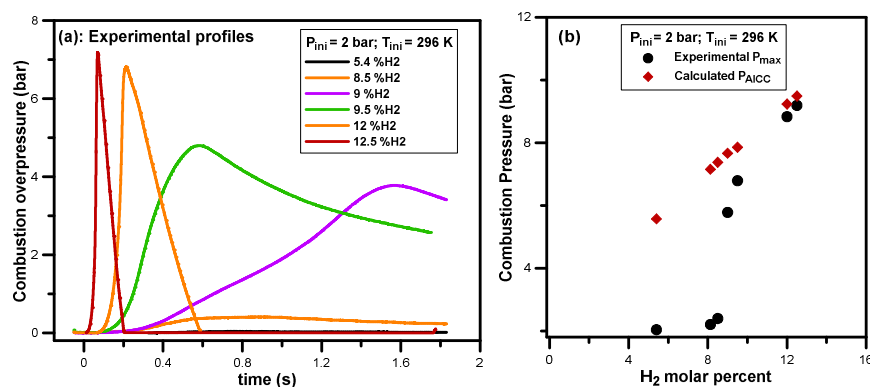 (a): Experimental profiles
P_ini = 2 bar; T_ini = 296 K
5.4 %H2
8.5 %H2
9 %H2
9.5 %H2
12 %H2
12.5 %H2
Combustion overpressure (bar)
8
6
4
2
0
0 0.4 0.8 1.2 1.6 2
time (s)
(b)
P_ini = 2 bar; T_ini = 296 K
Experimental P_max
Calculated P_AICC
Combustion Pressure (bar)
12
8
4
0 4 8 12 16
H_2 molar percent